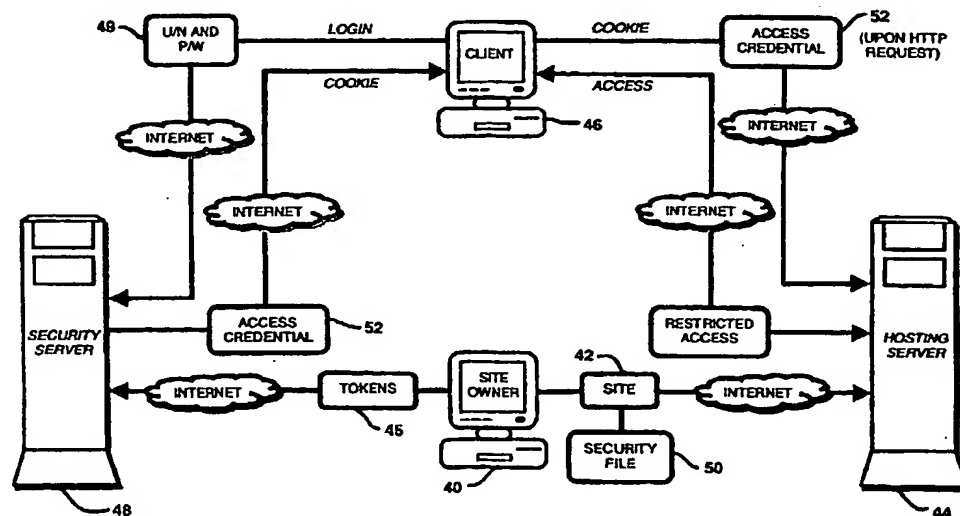 49
U/N AND
P/W
LOGIN
CLIENT
COOKIE
ACCESS
CREDENTIAL
52
(UPON HTTP
REQUEST)
COOKIE
ACCESS
46
INTERNET
INTERNET
INTERNET
INTERNET
SECURITY
SERVER
ACCESS
CREDENTIAL
52
RESTRICTED
ACCESS
HOSTING
SERVER
INTERNET
TOKENS
45
SITE
OWNER
42
SITE
INTERNET
SECURITY
FILE
40
50
48
44